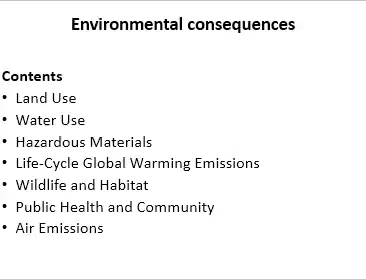 Environmental consequences
Contents
• Land Use
• Water Use
• Hazardous Materials
• Life-Cycle Global Warming Emissions
• Wildlife and Habitat
• Public Health and Community
• Air Emissions